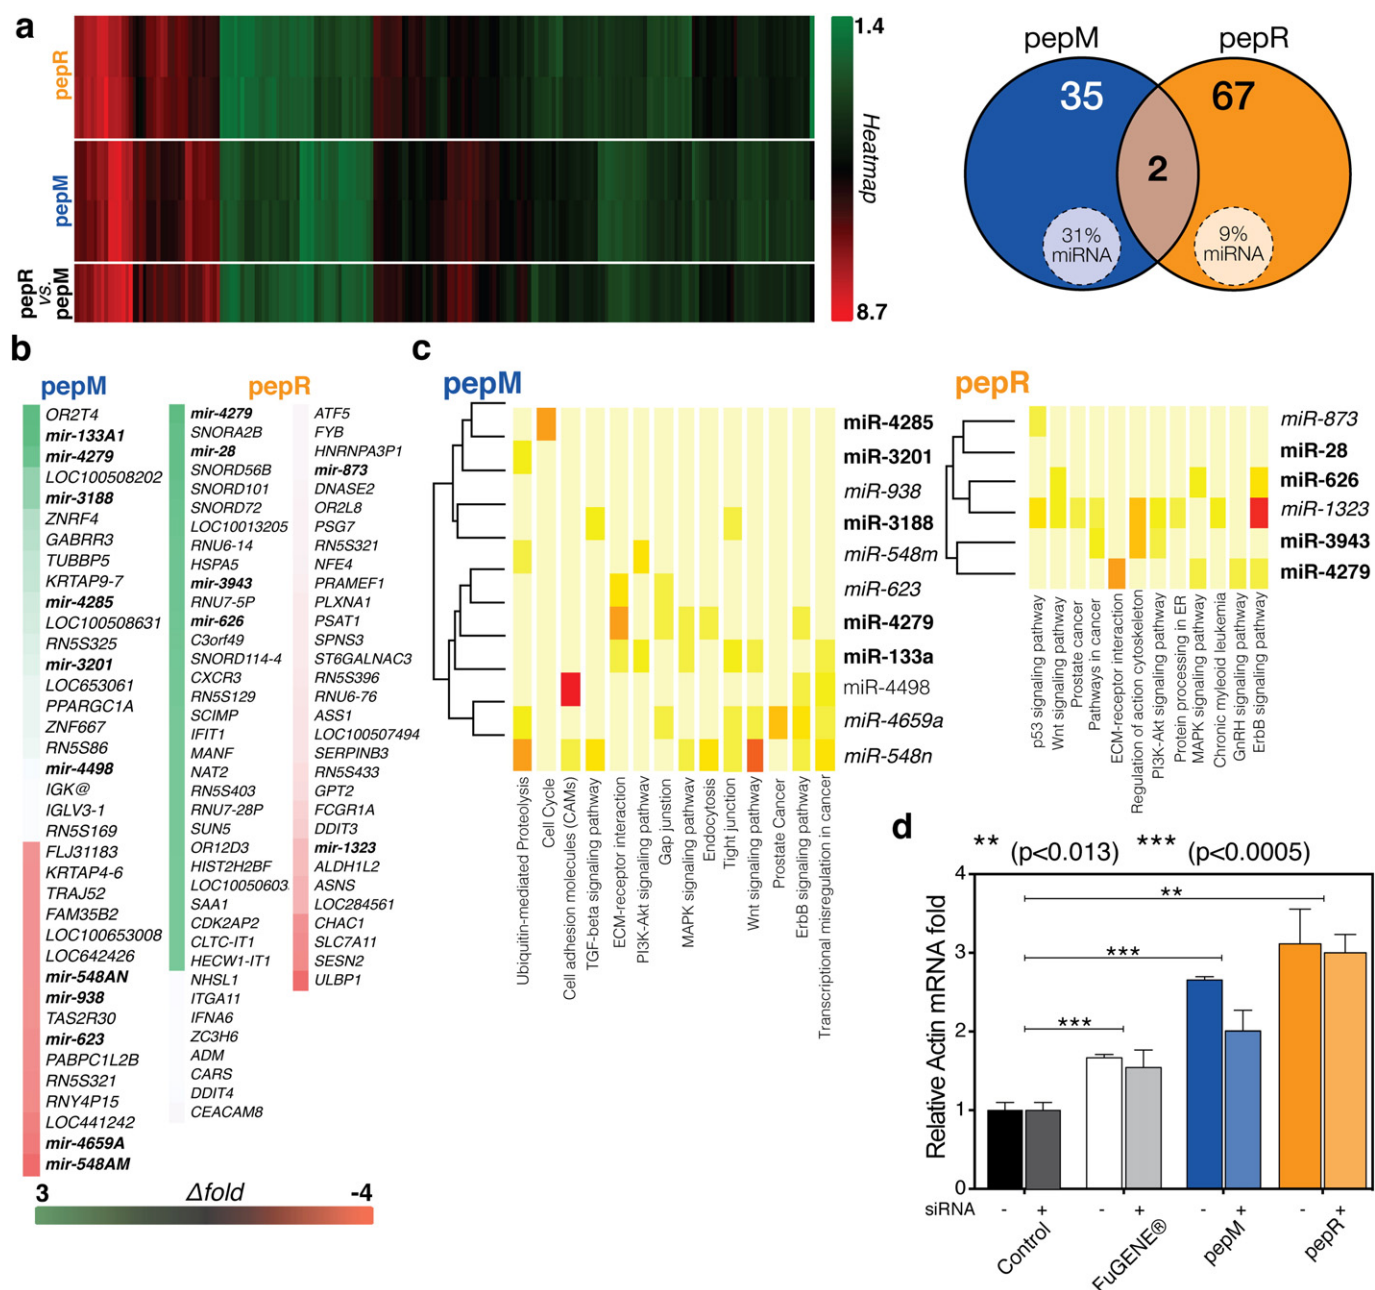 a
pepR
pepM
pepR
vs.
pepM
1.4
Heatmap
8.7
pepM
pepR
35
67
2
31%
miRNA
9%
miRNA
b
pepM
OR2T4
mir-133A1
mir-4279
LOC100508202
mir-3188
ZNRF4
GABRR3
TUBBP5
KRTAP9-7
mir-4285
LOC100508631
RN5S325
mir-3201
LOC653061
PPARGC1A
ZNF667
RN5S86
mir-4498
IGK@
IGLV3-1
RN5S169
FLJ31183
KRTAP4-6
TRAJ52
FAM35B2
LOC100653008
LOC642426
mir-548AN
mir-938
TAS2R30
mir-623
PABPC1L2B
RN5S321
RNY4P15
LOC441242
mir-4659A
mir-548AM
pepR
mir-4279
SNORA2B
mir-28
SNORD56B
SNORD101
SNORD72
LOC10013205
RNU6-14
HSPA5
mir-3943
RNU7-5P
mir-626
C3orf49
SNORD114-4
CXCR3
RN5S129
SCIMP
IFIT1
MANF
NAT2
RN5S403
RNU7-28P
SUN5
OR12D3
HIST2H2BF
LOC10050603
SAA1
CDK2AP2
CLTC-IT1
HECW1-IT1
NHSL1
ITGA11
IFNA6
ZC3H6
ADM
CARS
DDIT4
CEACAM8
ATF5
FYB
HNRNPA3P1
mir-873
DNASE2
OR2L8
PSG7
RN5S321
NFE4
PRAMEF1
PLXNA1
PSAT1
SPNS3
ST6GALNAC3
RN5S396
RNU6-76
ASS1
LOC100507494
SERPINB3
RN5S433
GPT2
FCGR1A
DDIT3
mir-1323
ALDH1L2
ASNS
LOC284561
CHAC1
SLC7A11
SESN2
ULBP1
3
Δfold
-4
c
pepM
miR-4285
miR-3201
miR-938
miR-3188
miR-548m
miR-623
miR-4279
miR-133a
miR-4498
miR-4659a
miR-548n
Ubiquitin-mediated Proteolysis
Cell Cycle
Cell adhesion molecules (CAMs)
TGF-beta signaling pathway
ECM-receptor interaction
PI3K-Akt signaling pathway
Gap junstion
MAPK signaling pathway
Endocytosis
Tight junction
Wnt signaling pathway
Prostate Cancer
ErbB signaling pathway
Transcriptional misregulation in cancer
pepR
miR-873
miR-28
miR-626
miR-1323
miR-3943
miR-4279
p53 signaling pathway
Wnt signaling pathway
Prostate cancer
Pathways in cancer
ECM-receptor interaction
Regulation of action cytoskeleton
PI3K-Akt signaling pathway
Protein processing in ER
MAPK signaling pathway
Chronic myleoid leukemia
GnRH signaling pathway
ErbB signaling pathway
d
** (p<0.013) *** (p<0.0005)
Relative Actin mRNA fold
4
3
2
1
0
**
***
***
siRNA - + - + - + - +
Control
FuGENE®
pepM
pepR